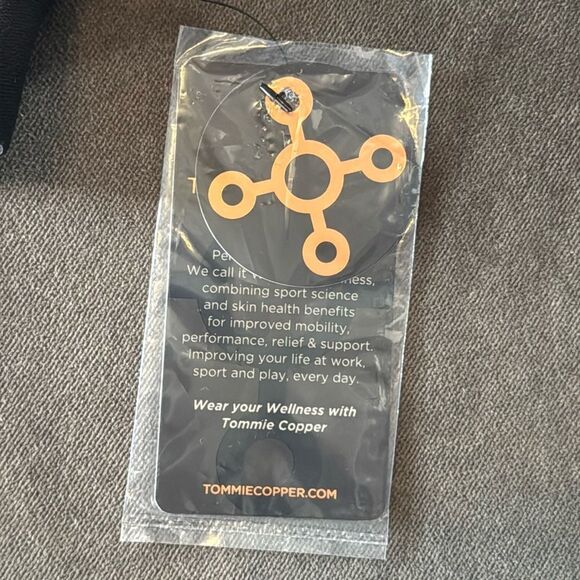 T
We call it
combining sport science
and skin health benefits
for improved mobility,
performance, relief & support.
Improving your life at work,
sport and play, every day.
Wear your Wellness with
Tommie Copper
TOMMIECOPPER.COM